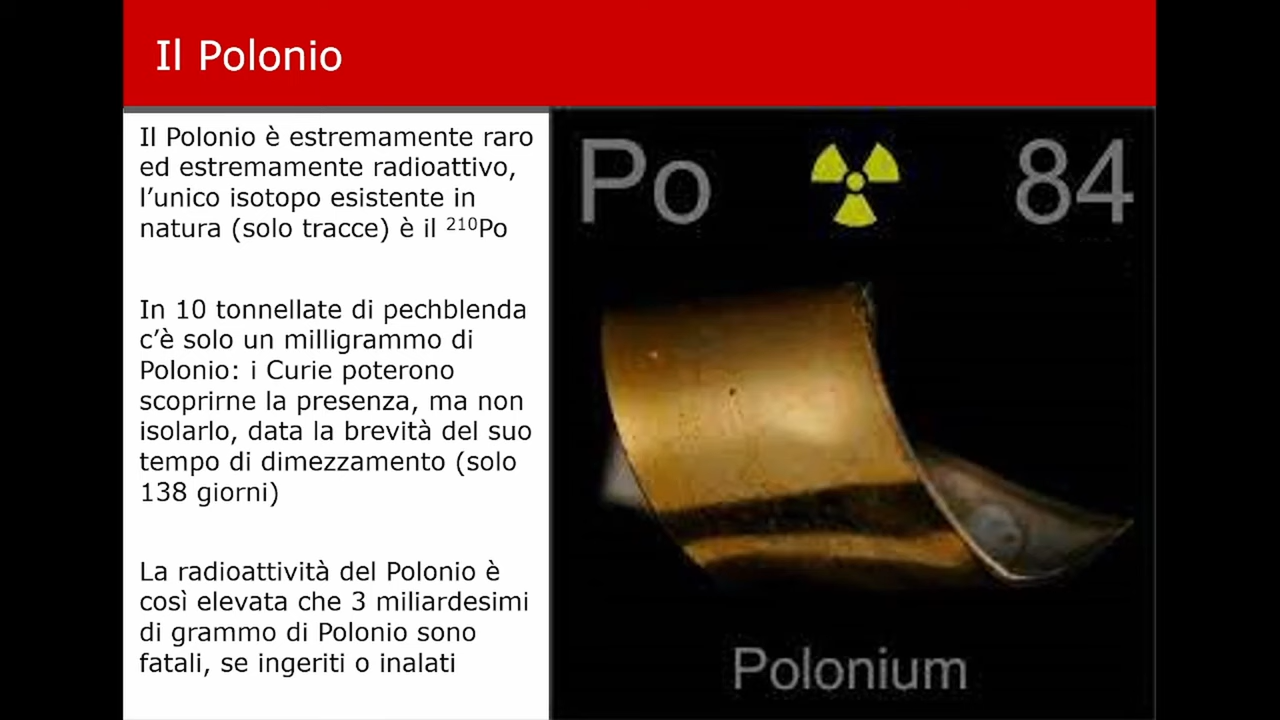 Il Polonio
Il Polonio è estremamente raro
ed estremamente radioattivo,
l’unico isotopo esistente in
natura (solo tracce) è il ²¹⁰Po
In 10 tonnellate di pechblenda
c’è solo un milligrammo di
Polonio: i Curie poterono
scoprirne la presenza, ma non
isolarlo, data la brevità del suo
tempo di dimezzamento (solo
138 giorni)
La radioattività del Polonio è
così elevata che 3 miliardesimi
di grammo di Polonio sono
fatali, se ingeriti o inalati
Po 84
Polonium